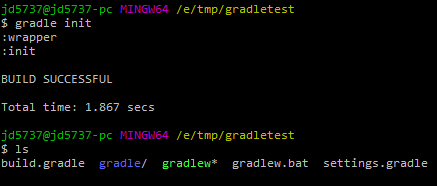 jd5737@jd5737-pc MINGW64 /e/tmp/gradletest
$ gradle init
:wrapper
:init
BUILD SUCCESSFUL
Total time: 1.867 secs
jd5737@jd5737-pc MINGW64 /e/tmp/gradletest
$ ls
build.gradle  gradle/  gradlew*  gradlew.bat  settings.gradle